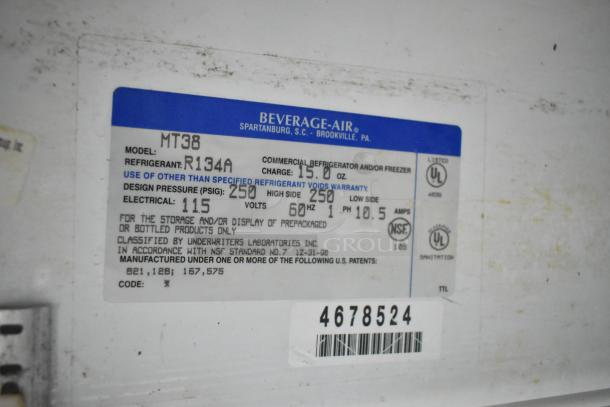 BEVERAGE-AIR®
SPARTANBURG, S.C. - BROOKVILLE, PA.
MODEL: MT38
COMMERCIAL REFRIGERATOR AND/OR FREEZER
REFRIGERANT: R134A CHARGE: 15.0 OZ.
USE OF OTHER THAN SPECIFIED REFRIGERANT VOIDS WARRANTY
DESIGN PRESSURE (PSIG): 250 HIGH SIDE 250 LOW SIDE
ELECTRICAL: 115 VOLTS 60 HZ 1 PH 10.5 AMPS
FOR THE STORAGE AND/OR DISPLAY OF PREPACKAGED
OR BOTTLED PRODUCTS ONLY
CLASSIFIED BY UNDERWRITERS LABORATORIES INC.
IN ACCORDANCE WITH NSF STANDARD NO.7 12-31-98
MANUFACTURED UNDER ONE OR MORE OF THE FOLLOWING U.S. PATENTS:
821,128; 167,575
CODE: *
LISTED
UL
NSF
UL
SANITATION
TTL
GROUP
4678524